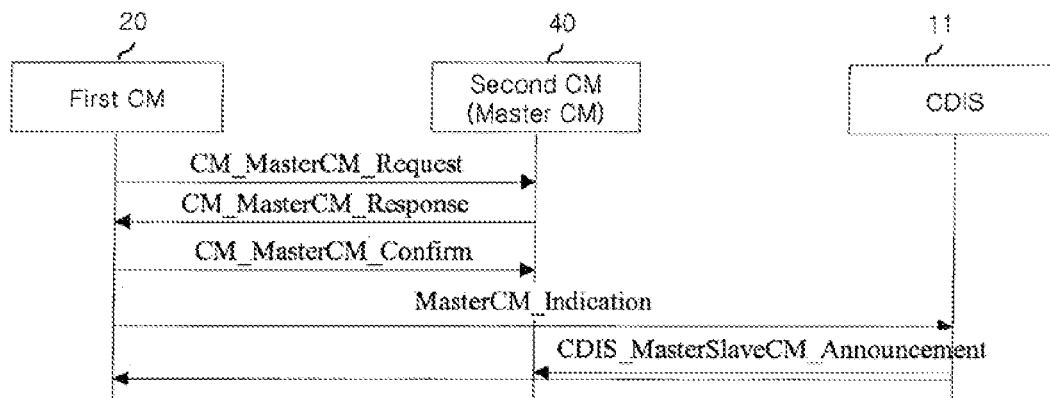 20
40
11
First CM
Second CM
(Master CM)
CDIS
CM_MasterCM_Request
CM_MasterCM_Response
CM_MasterCM_Confirm
MasterCM_Indication
CDIS_MasterSlaveCM_Announcement